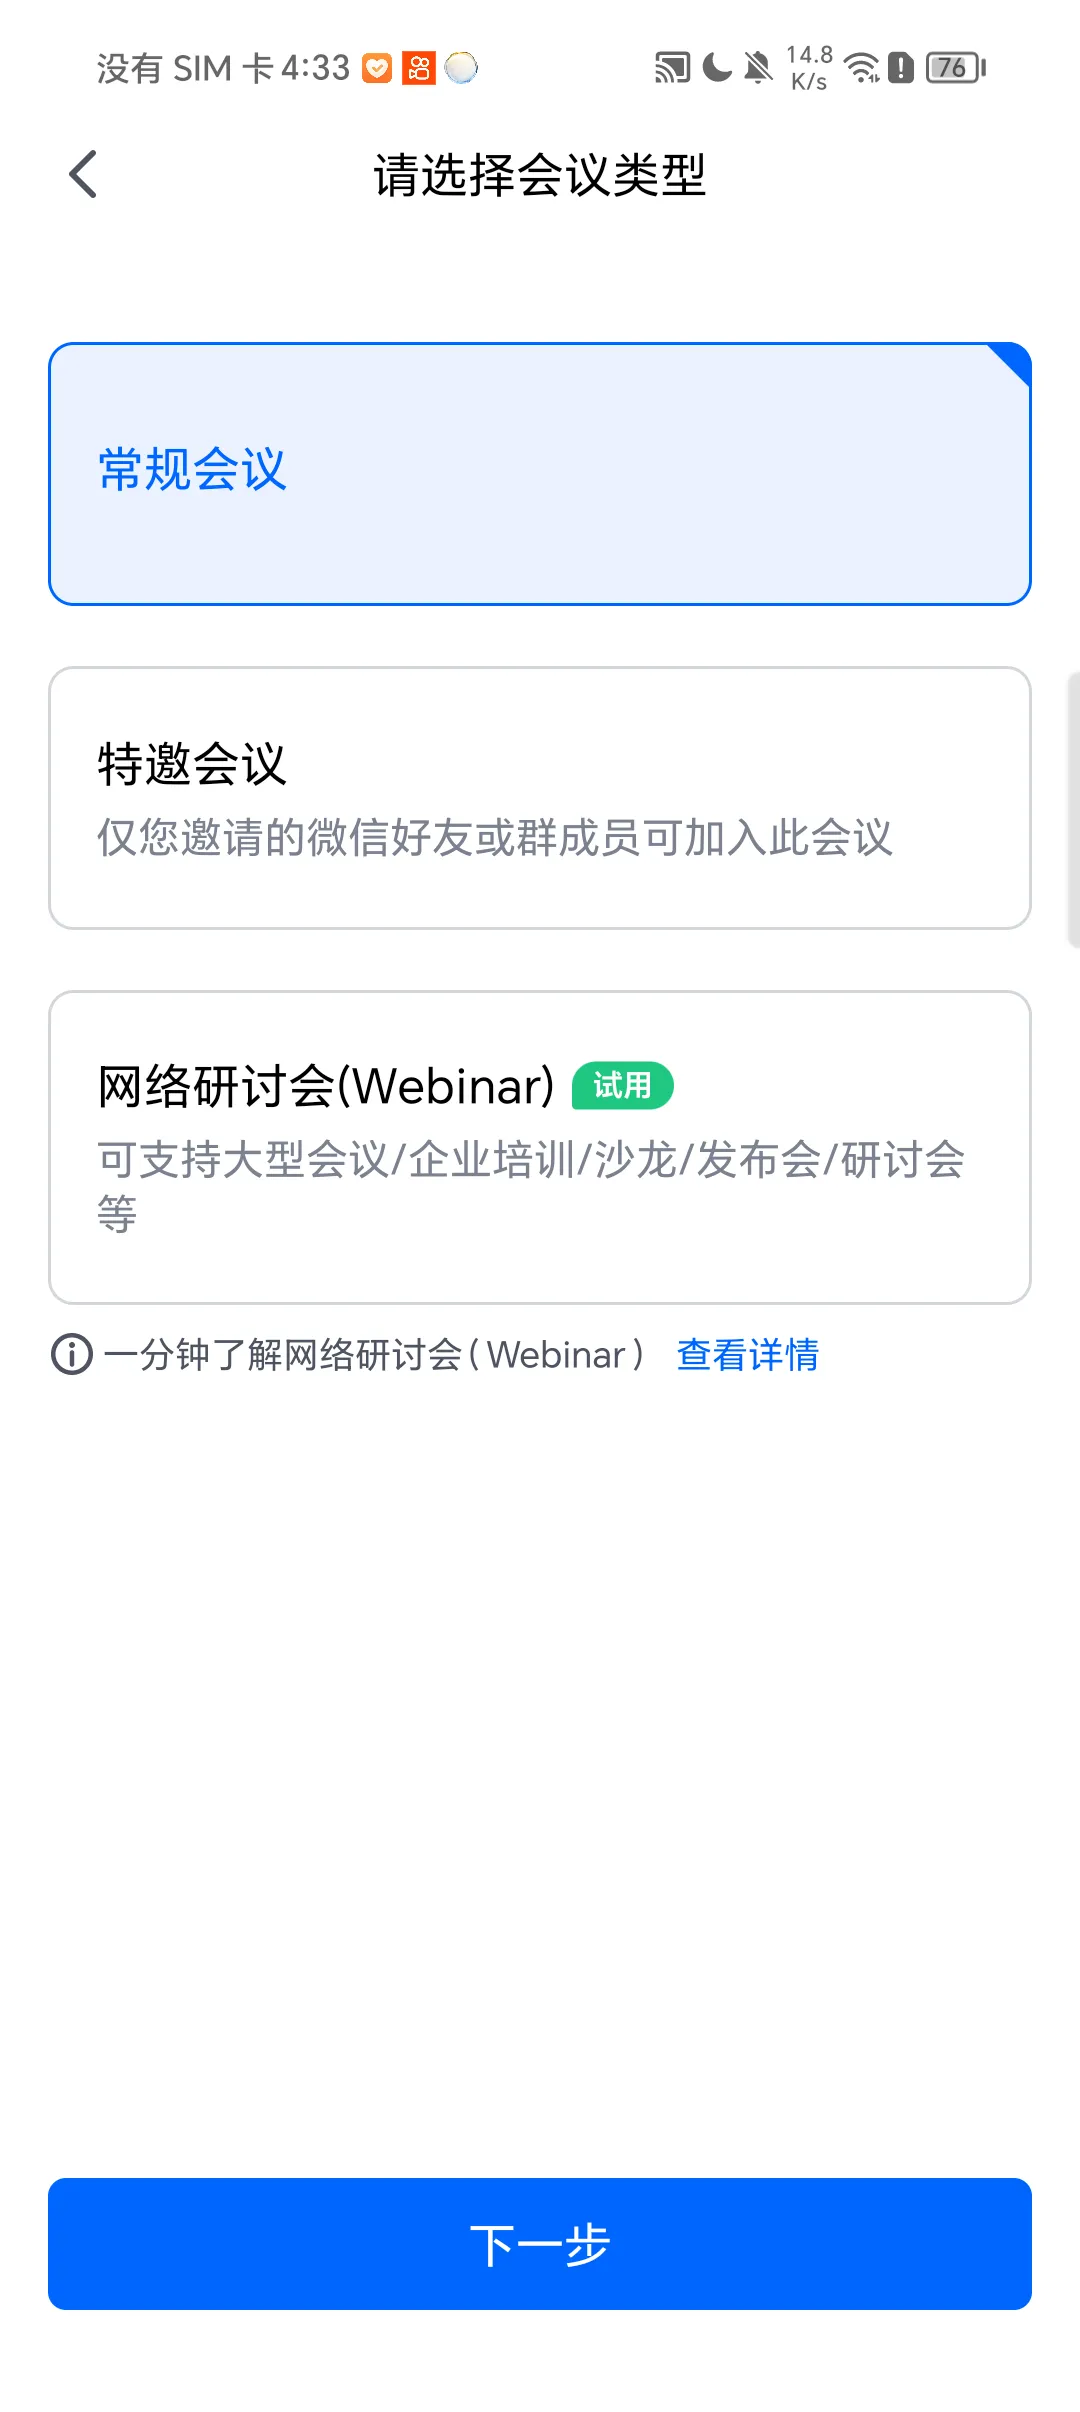 没有 SIM 卡 4:33 14.8 K/s 76
请选择会议类型
常规会议
特邀会议
仅您邀请的微信好友或群成员可加入此会议
网络研讨会(Webinar) 试用
可支持大型会议/企业培训/沙龙/发布会/研讨会
等
一分钟了解网络研讨会(Webinar) 查看详情
下一步